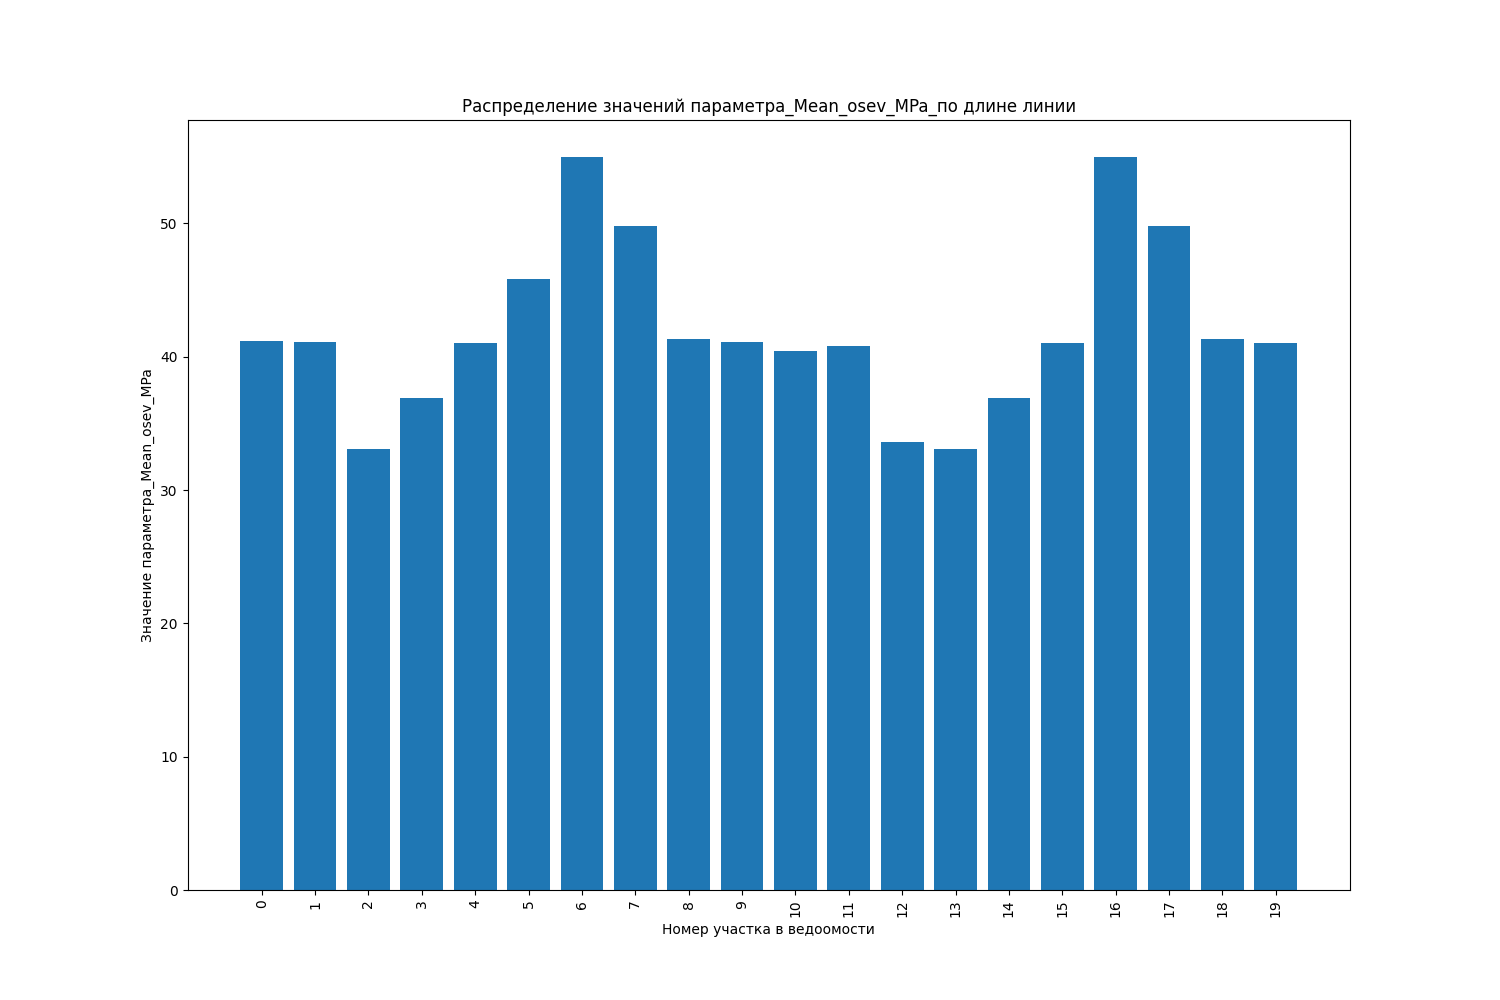 Распределение значений параметра_Mean_osev_MPa_по длине линии
Значение параметра_Mean_osev_MPa
50
40
30
20
10
0
0 1 2 3 4 5 6 7 8 9 10 11 12 13 14 15 16 17 18 19
Номер участка в ведоомости